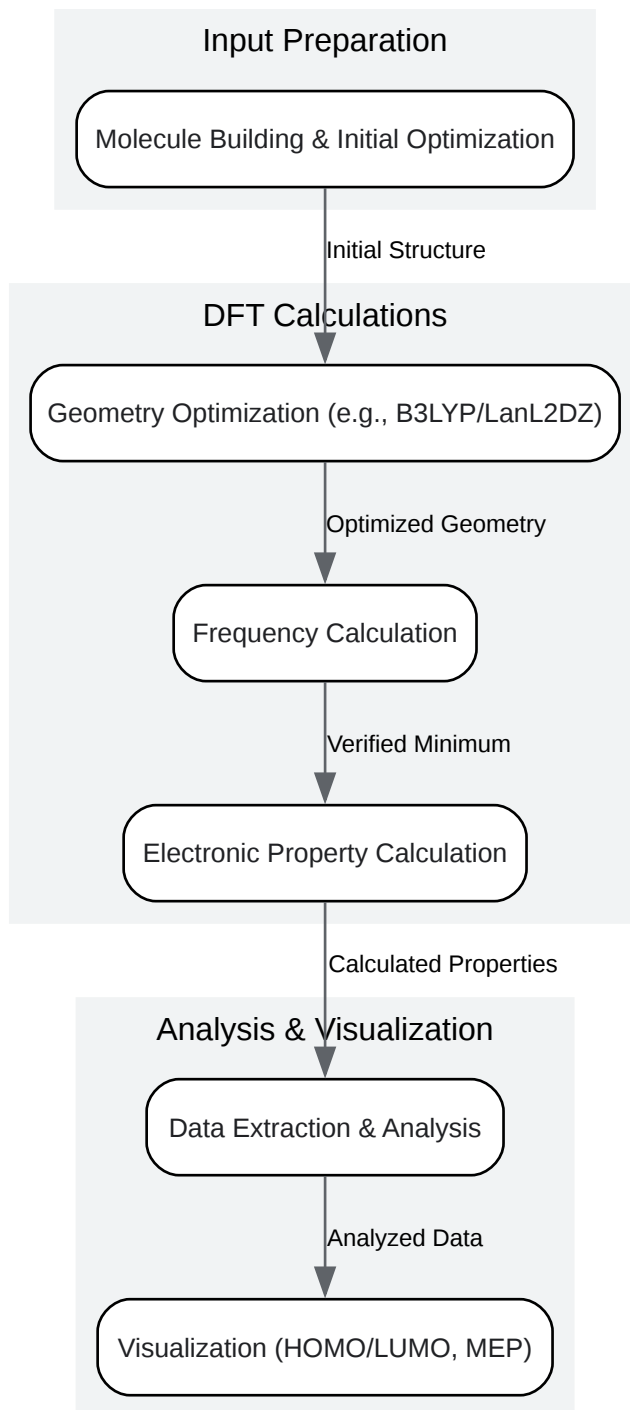 Input Preparation
Molecule Building & Initial Optimization
Initial Structure
DFT Calculations
Geometry Optimization (e.g., B3LYP/LanL2DZ)
Optimized Geometry
Frequency Calculation
Verified Minimum
Electronic Property Calculation
Calculated Properties
Analysis & Visualization
Data Extraction & Analysis
Analyzed Data
Visualization (HOMO/LUMO, MEP)